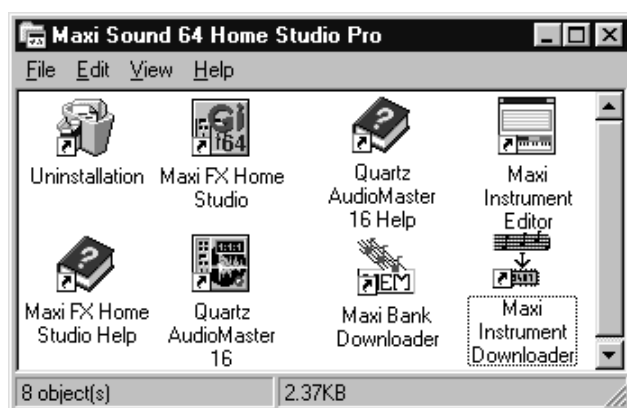 Maxi Sound 64 Home Studio Pro
File Edit View Help
Uninstallation
Maxi FX Home
Studio
Quartz
AudioMaster
16 Help
Maxi
Instrument
Editor
Maxi FX Home
Studio Help
Quartz
AudioMaster
16
Maxi Bank
Downloader
Maxi
Instrument
Downloader
8 object(s) 2.37KB